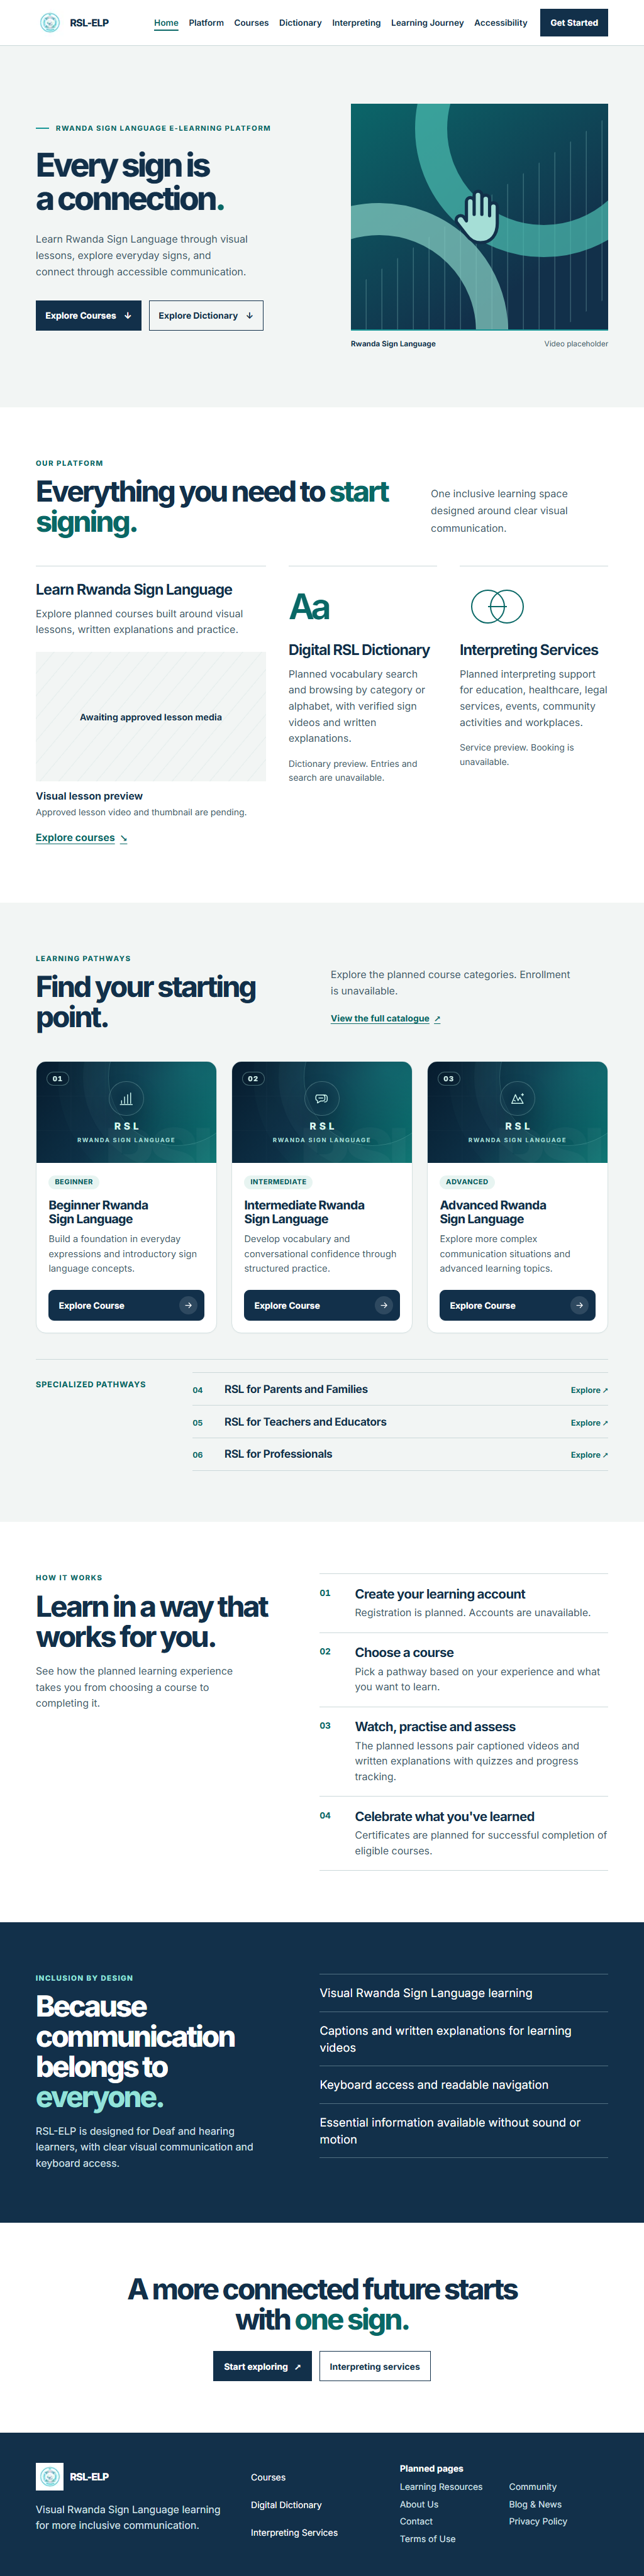 RSL-ELP
Home Platform Courses Dictionary Interpreting Learning Journey Accessibility Get Started
RWANDA SIGN LANGUAGE E-LEARNING PLATFORM
Every sign is
a connection.
Learn Rwanda Sign Language through visual
lessons, explore everyday signs, and
connect through accessible communication.
Explore Courses ↓ Explore Dictionary ↓
Rwanda Sign Language Video placeholder
OUR PLATFORM
Everything you need to start
signing.
One inclusive learning space
designed around clear visual
communication.
Learn Rwanda Sign Language
Explore planned courses built around visual
lessons, written explanations and practice.
Awaiting approved lesson media
Visual lesson preview
Approved lesson video and thumbnail are pending.
Explore courses ↘
Aa
Digital RSL Dictionary
Planned vocabulary search
and browsing by category or
alphabet, with verified sign
videos and written
explanations.
Dictionary preview. Entries and
search are unavailable.
Interpreting Services
Planned interpreting support
for education, healthcare, legal
services, events, community
activities and workplaces.
Service preview. Booking is
unavailable.
LEARNING PATHWAYS
Find your starting
point.
Explore the planned course categories. Enrollment
is unavailable.
View the full catalogue ↗
01
RSL
RWANDA SIGN LANGUAGE
BEGINNER
Beginner Rwanda
Sign Language
Build a foundation in everyday
expressions and introductory sign
language concepts.
Explore Course →
02
RSL
RWANDA SIGN LANGUAGE
INTERMEDIATE
Intermediate Rwanda
Sign Language
Develop vocabulary and
conversational confidence through
structured practice.
Explore Course →
03
RSL
RWANDA SIGN LANGUAGE
ADVANCED
Advanced Rwanda
Sign Language
Explore more complex
communication situations and
advanced learning topics.
Explore Course →
SPECIALIZED PATHWAYS
04 RSL for Parents and Families Explore ↗
05 RSL for Teachers and Educators Explore ↗
06 RSL for Professionals Explore ↗
HOW IT WORKS
Learn in a way that
works for you.
See how the planned learning experience
takes you from choosing a course to
completing it.
01 Create your learning account
Registration is planned. Accounts are unavailable.
02 Choose a course
Pick a pathway based on your experience and what
you want to learn.
03 Watch, practise and assess
The planned lessons pair captioned videos and
written explanations with quizzes and progress
tracking.
04 Celebrate what you've learned
Certificates are planned for successful completion of
eligible courses.
INCLUSION BY DESIGN
Because
communication
belongs to
everyone.
RSL-ELP is designed for Deaf and hearing
learners, with clear visual communication and
keyboard access.
Visual Rwanda Sign Language learning
Captions and written explanations for learning
videos
Keyboard access and readable navigation
Essential information available without sound or
motion
A more connected future starts
with one sign.
Start exploring ↗ Interpreting services
RSL-ELP
Visual Rwanda Sign Language learning
for more inclusive communication.
Courses
Digital Dictionary
Interpreting Services
Planned pages
Learning Resources Community
About Us Blog & News
Contact Privacy Policy
Terms of Use